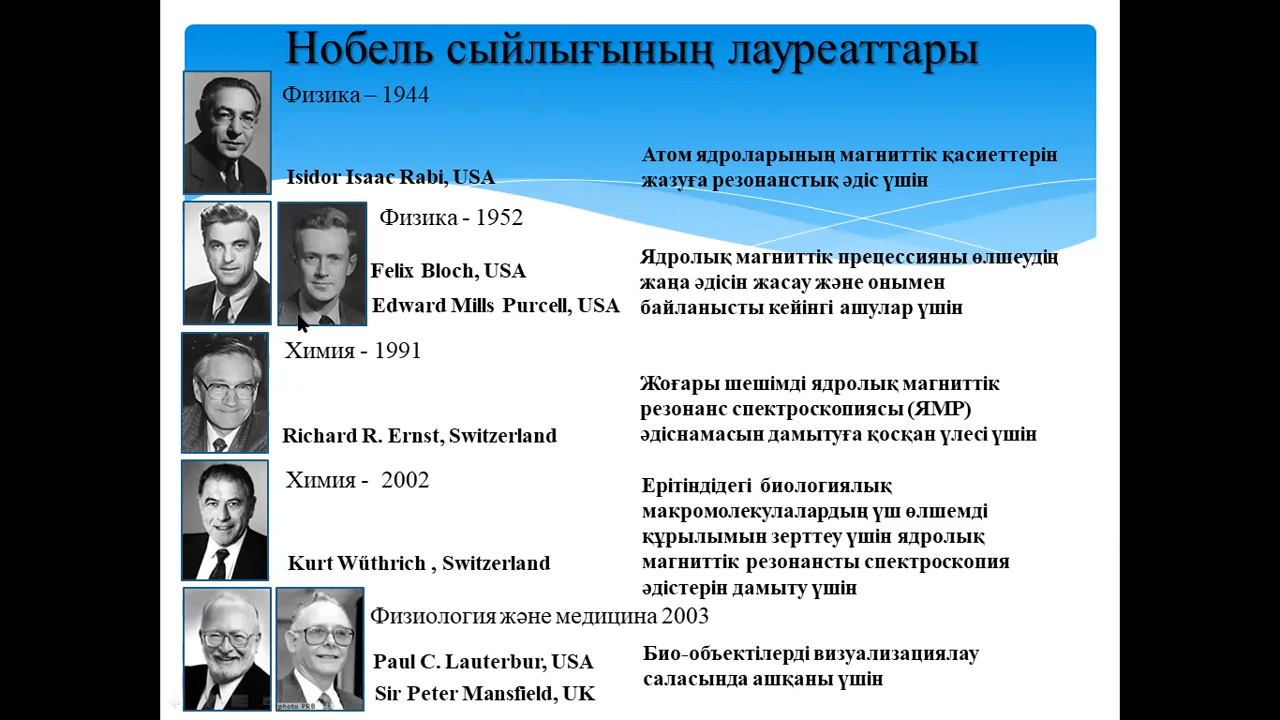 Нобель сыйлығының лауреаттары
Физика – 1944
Isidor Isaac Rabi, USA
Атом ядроларының магниттік қасиеттерін
жазуға резонанстық әдіс үшін
Физика - 1952
Felix Bloch, USA
Edward Mills Purcell, USA
Ядролық магниттік прецессияны өлшеудің
жаңа әдісін жасау және онымен
байланысты кейінгі ашулар үшін
Химия - 1991
Richard R. Ernst, Switzerland
Жоғары шешімді ядролық магниттік
резонанс спектроскопиясы (ЯМР)
әдіснамасын дамытуға қосқан үлесі үшін
Химия - 2002
Kurt Wűthrich , Switzerland
Ерітіндідегі биологиялық
макромолекулалардың үш өлшемді
құрылымын зерттеу үшін ядролық
магниттік резонансты спектроскопия
әдістерін дамыту үшін
Физиология және медицина 2003
Paul C. Lauterbur, USA
Sir Peter Mansfield, UK
Био-объектілерді визуализациялау
саласында ашқаны үшін
photo PRB